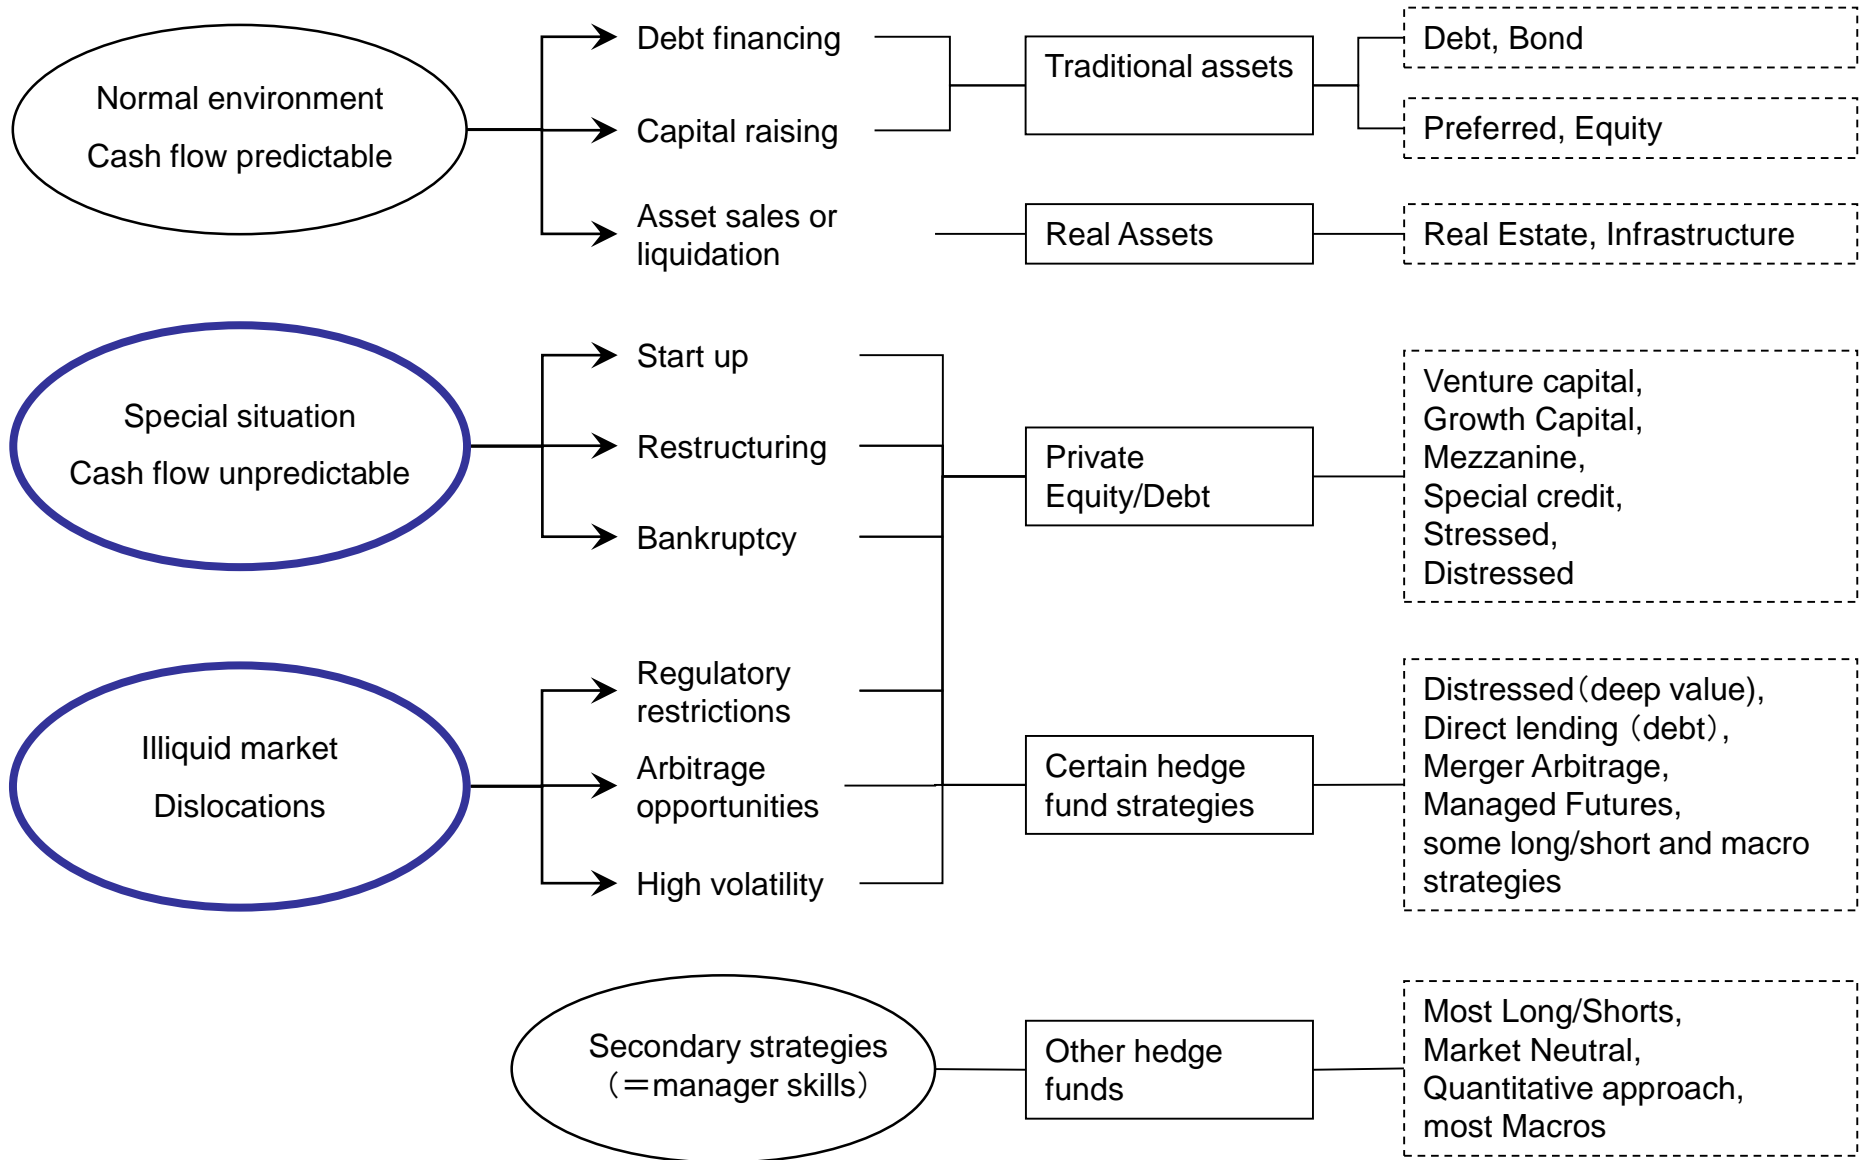 Normal environment
Cash flow predictable
Debt financing
Capital raising
Asset sales or
liquidation
Traditional assets
Real Assets
Debt, Bond
Preferred, Equity
Real Estate, Infrastructure
Special situation
Cash flow unpredictable
Start up
Restructuring
Bankruptcy
Private
Equity/Debt
Venture capital,
Growth Capital,
Mezzanine,
Special credit,
Stressed,
Distressed
Illiquid market
Dislocations
Regulatory
restrictions
Arbitrage
opportunities
High volatility
Certain hedge
fund strategies
Distressed（deep value),
Direct lending（debt）,
Merger Arbitrage,
Managed Futures,
some long/short and macro
strategies
Secondary strategies
（＝manager skills）
Other hedge
funds
Most Long/Shorts,
Market Neutral,
Quantitative approach,
most Macros